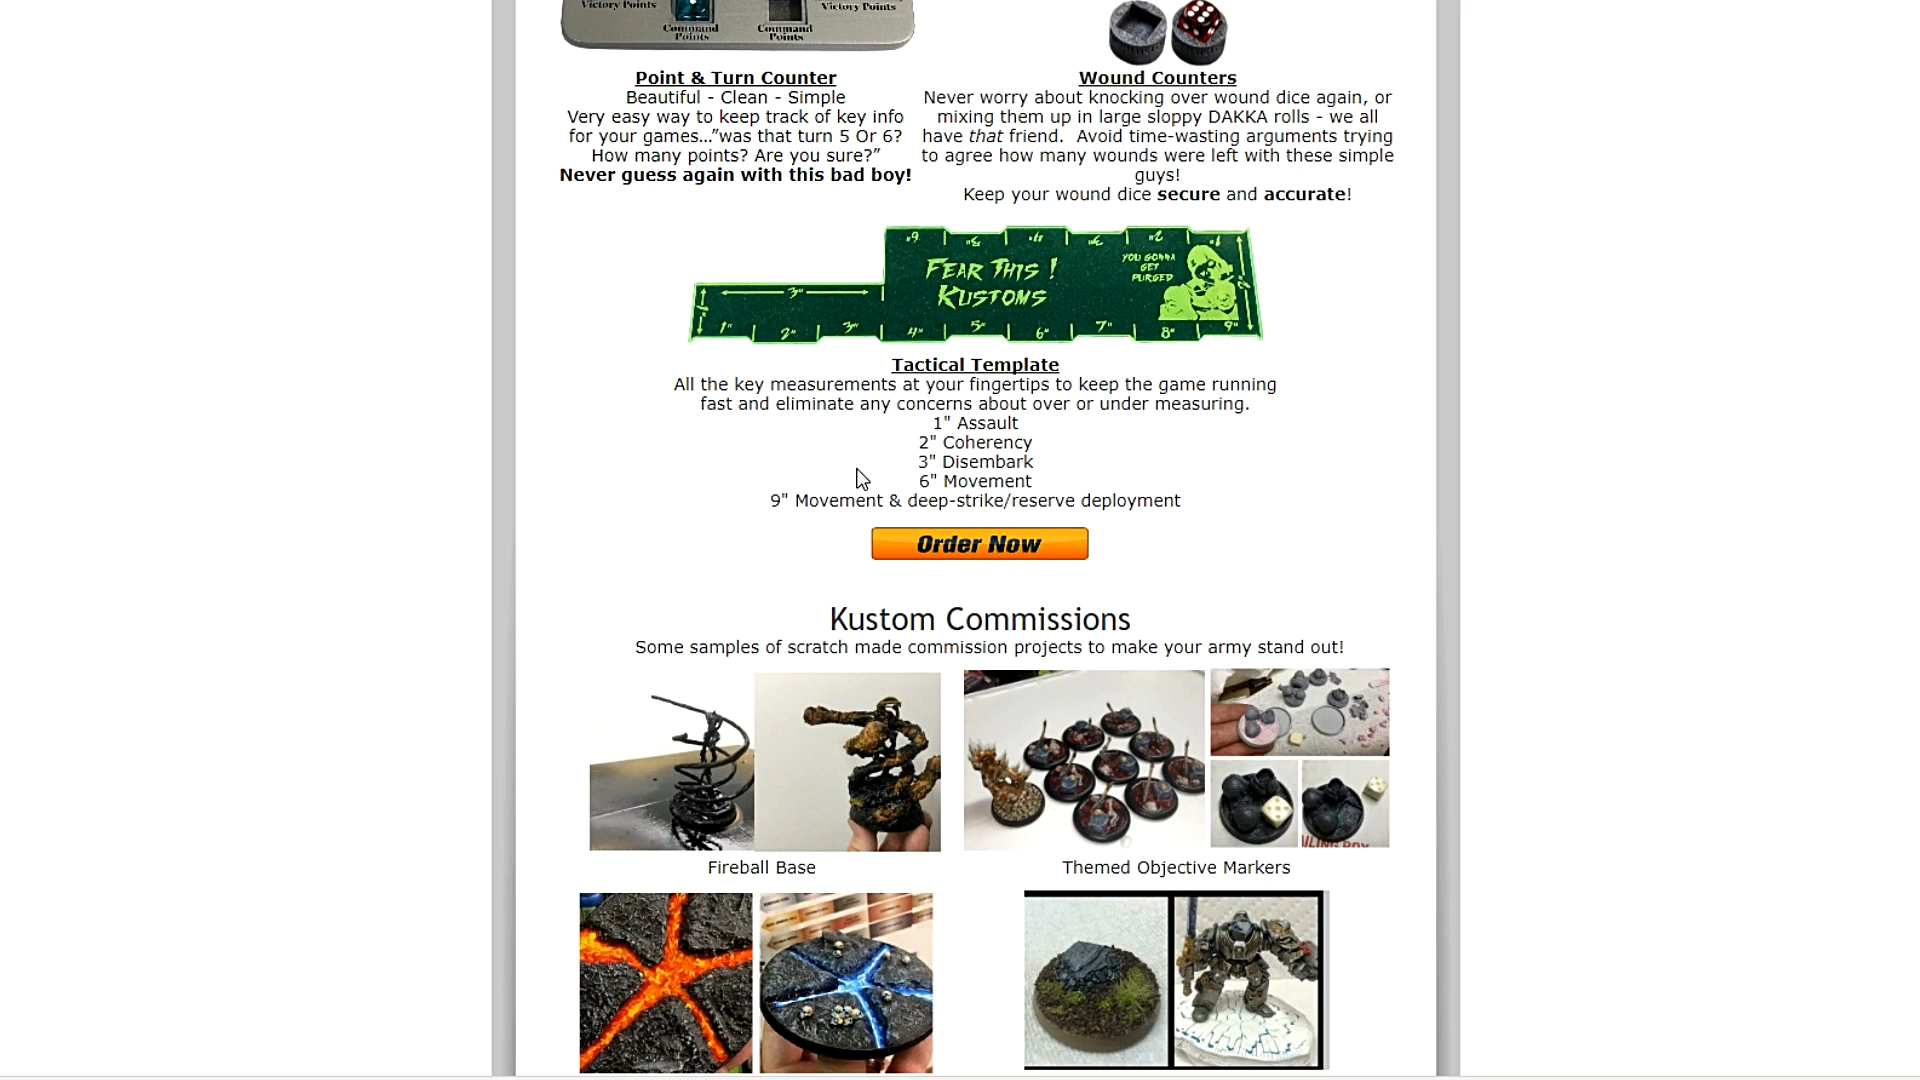 Victory Points
Victory Points
Command
Points
Command
Points
Point & Turn Counter
Beautiful - Clean - Simple
Very easy way to keep track of key info
for your games..."was that turn 5 Or 6?
How many points? Are you sure?"
Never guess again with this bad boy!
Wound Counters
Never worry about knocking over wound dice again, or
mixing them up in large sloppy DAKKA rolls - we all
have that friend.  Avoid time-wasting arguments trying
to agree how many wounds were left with these simple
guys!
Keep your wound dice secure and accurate!
FEAR THIS !
KUSTOMS
YOU GONNA
GET
PURGED
3"
1" 2" 3" 4" 5" 6" 7" 8" 9"
Tactical Template
All the key measurements at your fingertips to keep the game running
fast and eliminate any concerns about over or under measuring.
1" Assault
2" Coherency
3" Disembark
6" Movement
9" Movement & deep-strike/reserve deployment
Order Now
Kustom Commissions
Some samples of scratch made commission projects to make your army stand out!
Fireball Base
Themed Objective Markers